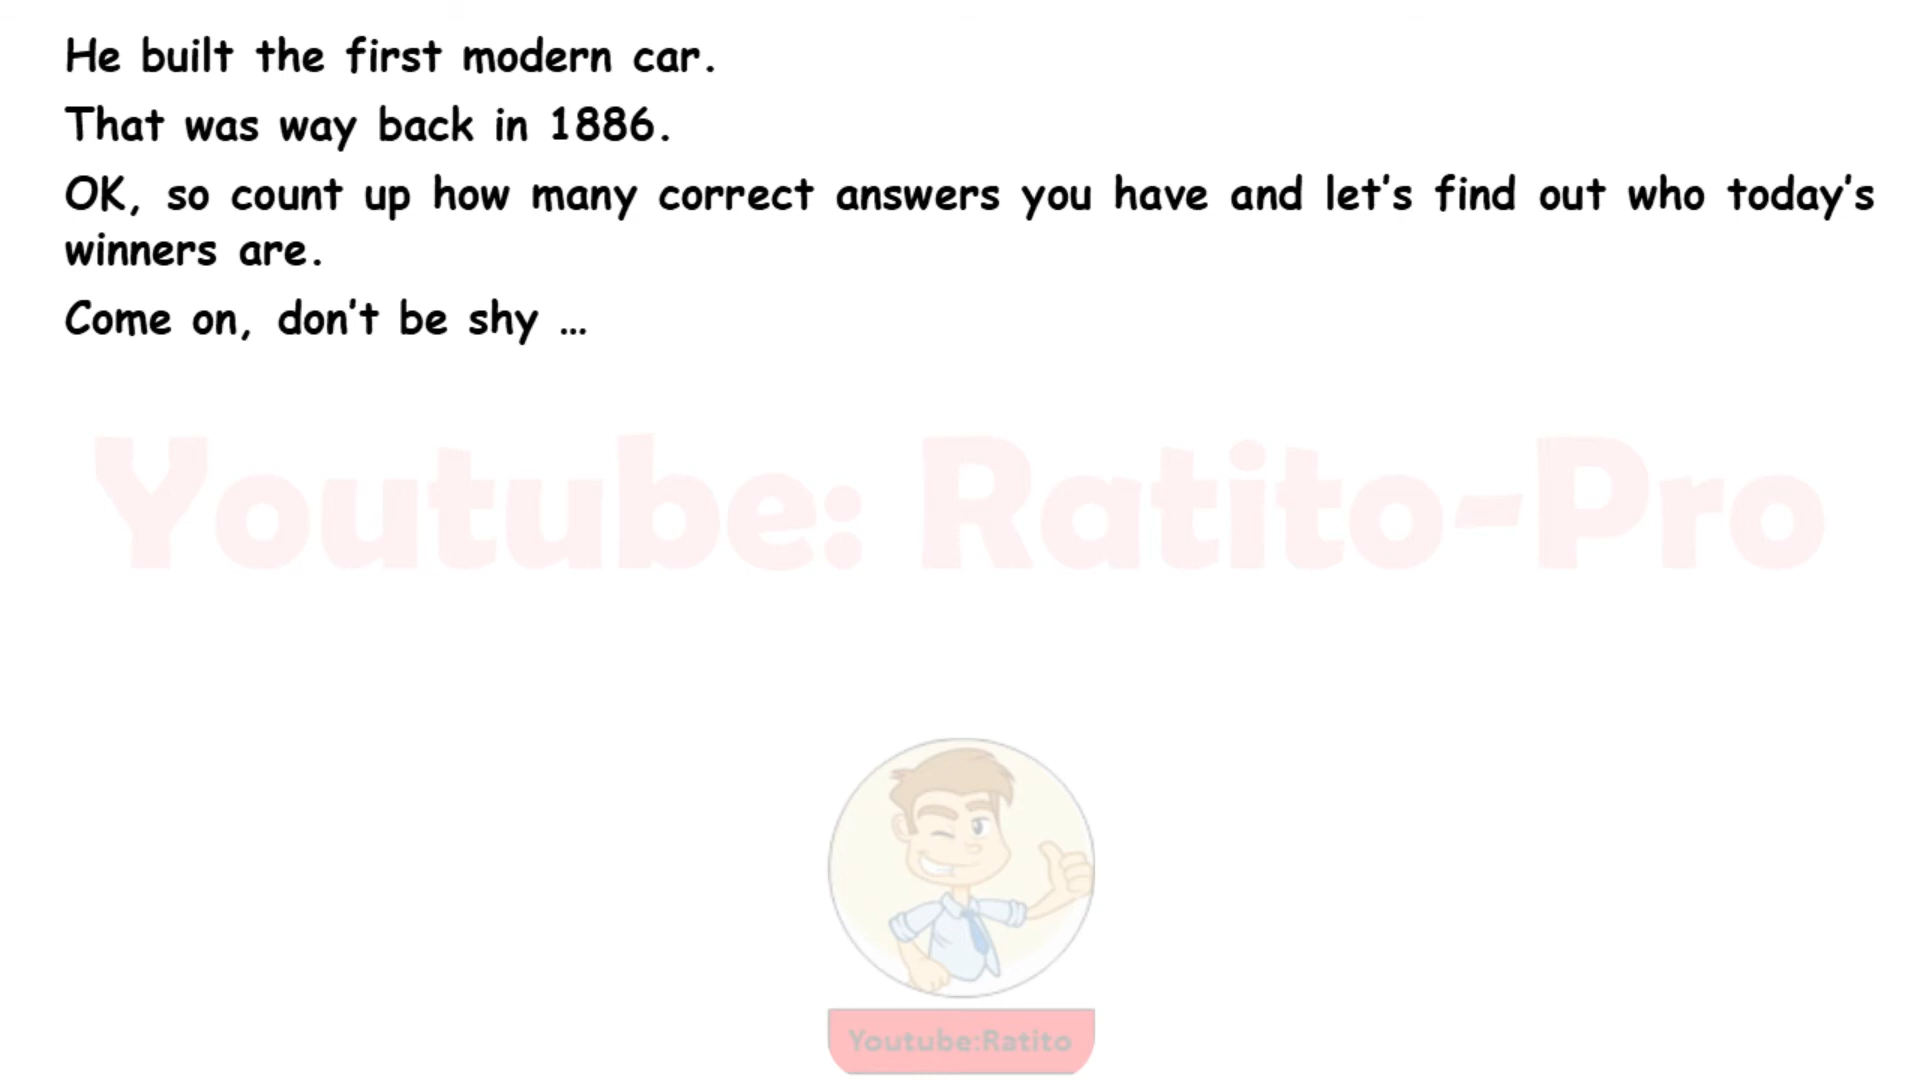 He built the first modern car.
That was way back in 1886.
OK, so count up how many correct answers you have and let's find out who today's
winners are.
Come on, don't be shy …
Youtube: Ratito-Pro
Youtube:Ratito